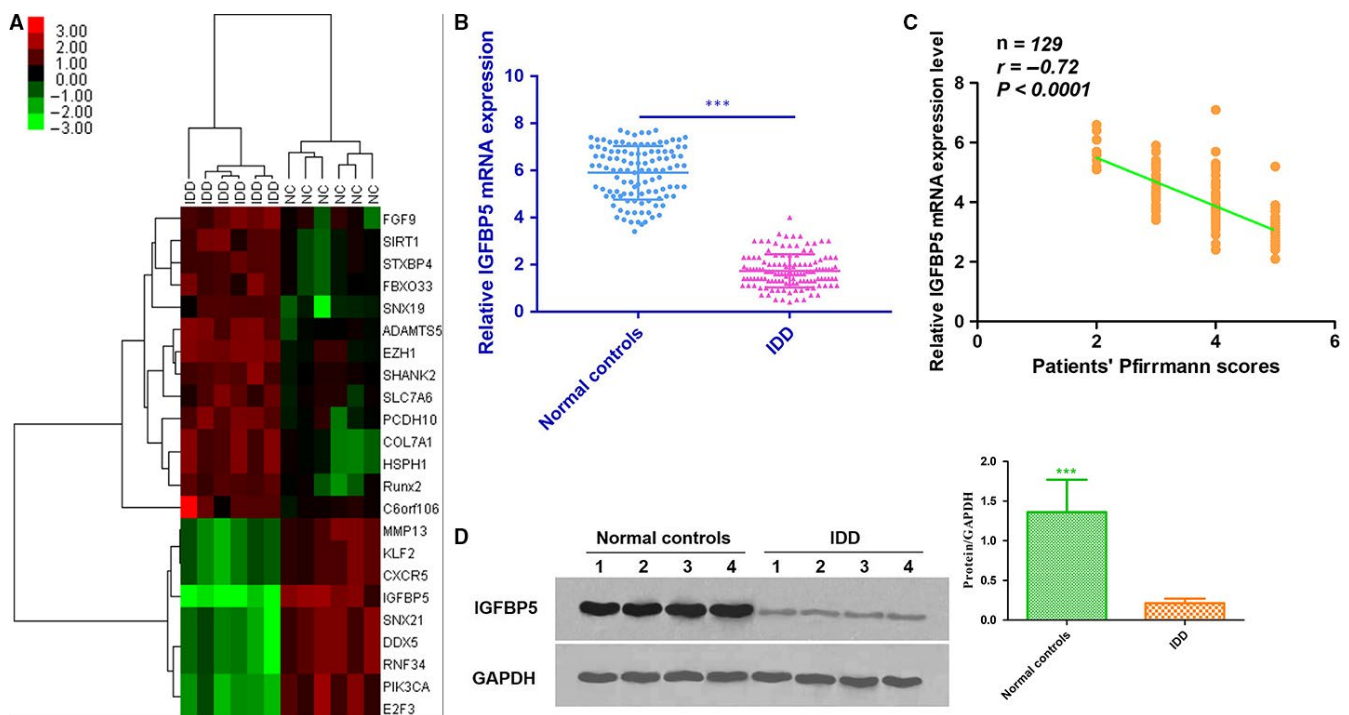 A
3.00
2.00
1.00
0.00
−1.00
−2.00
−3.00
IDD IDD IDD IDD IDD IDD NC NC NC NC NC NC
FGF9
SIRT1
STXBP4
FBXO33
SNX19
ADAMTS5
EZH1
SHANK2
SLC7A6
PCDH10
COL7A1
HSPH1
Runx2
C6orf106
MMP13
KLF2
CXCR5
IGFBP5
SNX21
DDX5
RNF34
PIK3CA
E2F3
B
Relative IGFBP5 mRNA expression
10
8
6
4
2
0
***
Normal controls
IDD
C
Relative IGFBP5 mRNA expression level
n = 129
r = −0.72
P < 0.0001
8
6
4
2
0
0 2 4 6
Patients' Pfirrmann scores
D
Normal controls IDD
1 2 3 4 1 2 3 4
IGFBP5
GAPDH
Protein/GAPDH
2.0
1.5
1.0
0.5
0.0
***
Normal controls
IDD